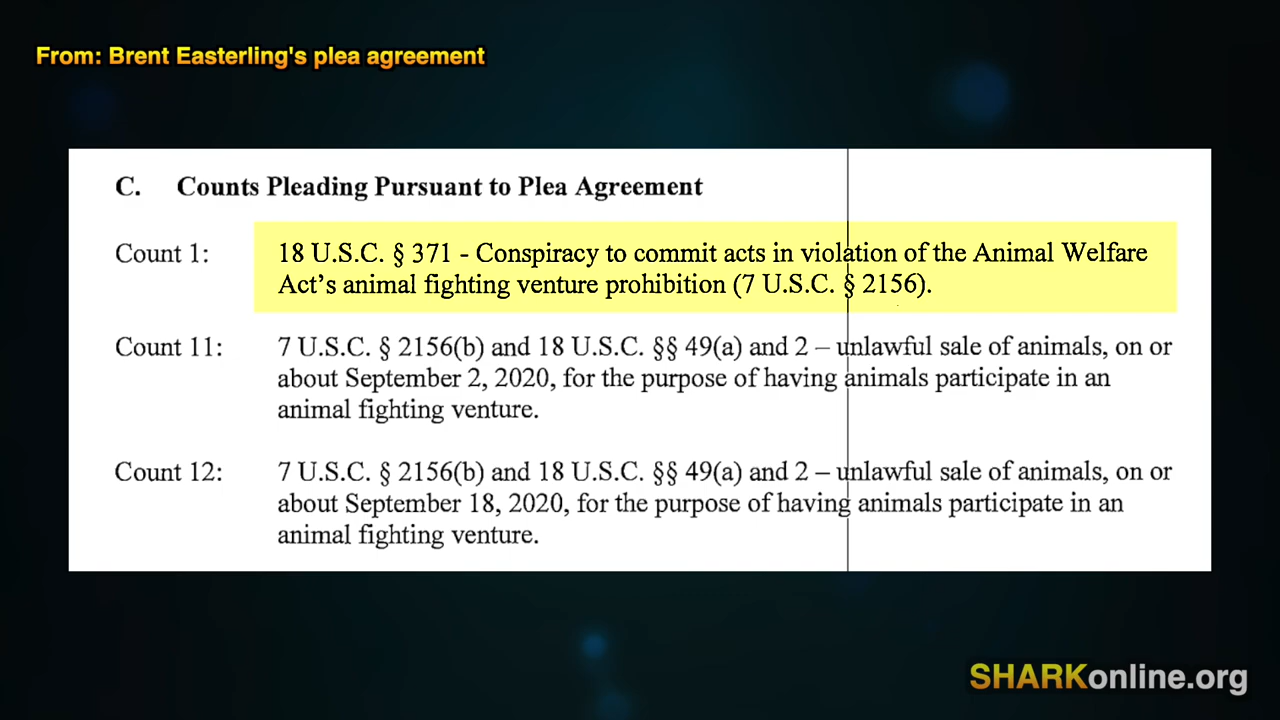 From: Brent Easterling's plea agreement
C. Counts Pleading Pursuant to Plea Agreement
Count 1: 18 U.S.C. § 371 - Conspiracy to commit acts in violation of the Animal Welfare
Act’s animal fighting venture prohibition (7 U.S.C. § 2156).
Count 11: 7 U.S.C. § 2156(b) and 18 U.S.C. §§ 49(a) and 2 – unlawful sale of animals, on or
about September 2, 2020, for the purpose of having animals participate in an
animal fighting venture.
Count 12: 7 U.S.C. § 2156(b) and 18 U.S.C. §§ 49(a) and 2 – unlawful sale of animals, on or
about September 18, 2020, for the purpose of having animals participate in an
animal fighting venture.
SHARKonline.org